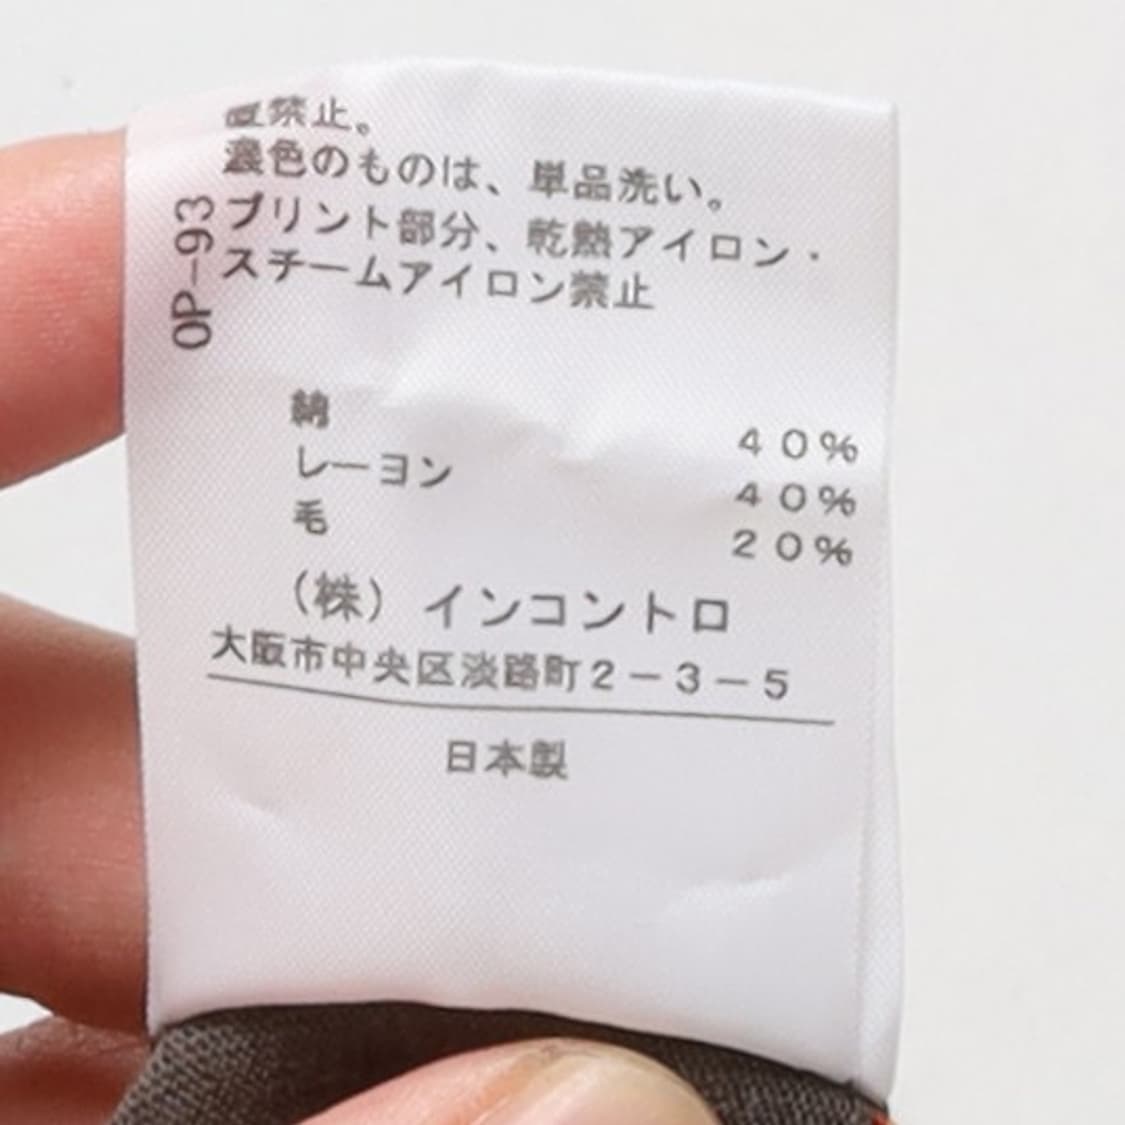 禁止。
濃色のものは、単品洗い。
プリント部分、乾熱アイロン・
スチームアイロン禁止
OP-93
綿 40%
レーヨン 40%
毛 20%
(株)インコントロ
大阪市中央区淡路町2-3-5
日本製